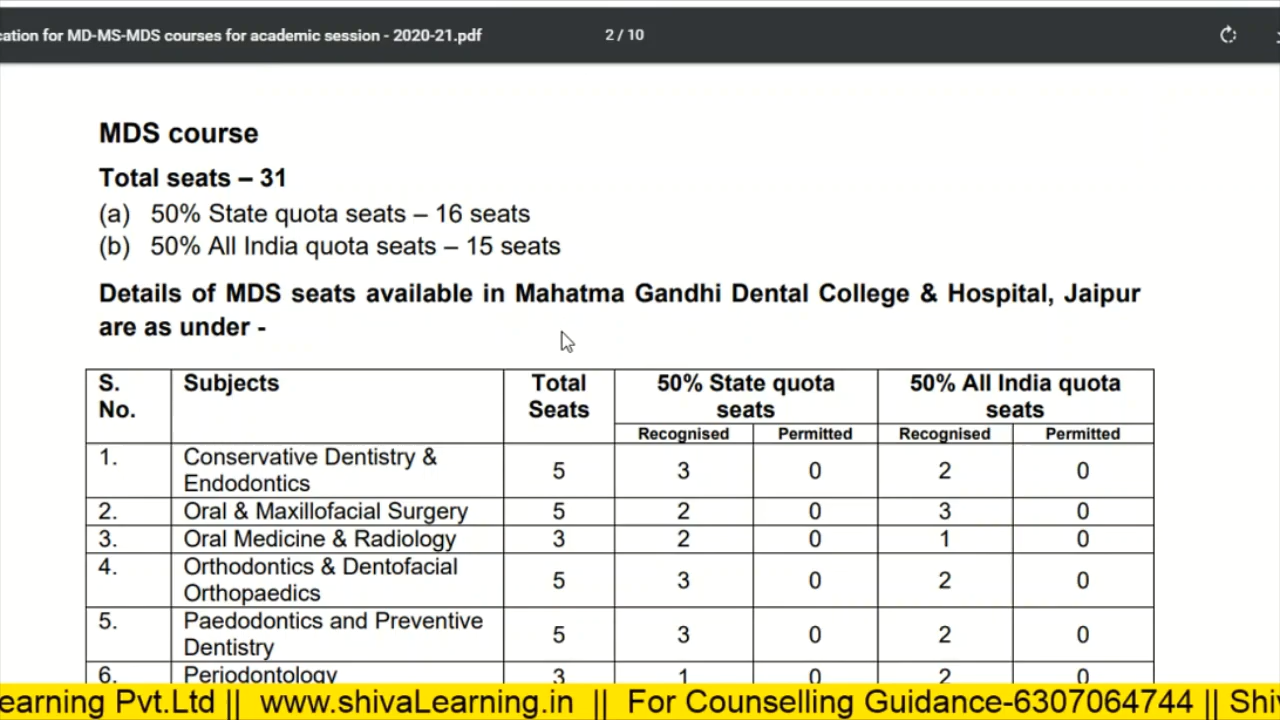 cation for MD-MS-MDS courses for academic session - 2020-21.pdf 2 / 10
MDS course
Total seats – 31
(a) 50% State quota seats – 16 seats
(b) 50% All India quota seats – 15 seats
Details of MDS seats available in Mahatma Gandhi Dental College & Hospital, Jaipur
are as under -
S. No. Subjects Total Seats 50% State quota seats 50% All India quota seats
Recognised Permitted Recognised Permitted
1. Conservative Dentistry & Endodontics 5 3 0 2 0
2. Oral & Maxillofacial Surgery 5 2 0 3 0
3. Oral Medicine & Radiology 3 2 0 1 0
4. Orthodontics & Dentofacial Orthopaedics 5 3 0 2 0
5. Paedodontics and Preventive Dentistry 5 3 0 2 0
6. Periodontology 3 1 0 2 0
earning Pvt.Ltd || www.shivaLearning.in || For Counselling Guidance-6307064744 || Shiv